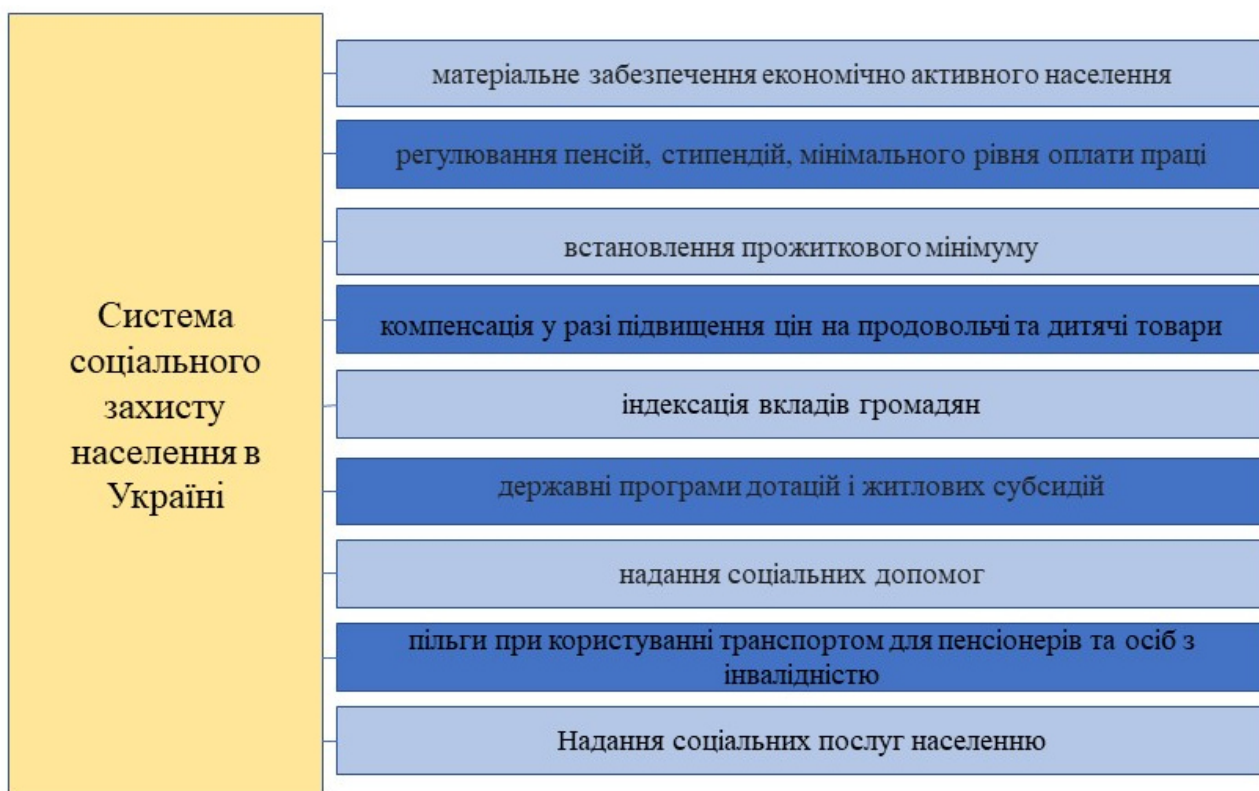 Система
соціального
захисту
населення в
Україні
матеріальне забезпечення економічно активного населення
регулювання пенсій, стипендій, мінімального рівня оплати праці
встановлення прожиткового мінімуму
компенсація у разі підвищення цін на продовольчі та дитячі товари
індексація вкладів громадян
державні програми дотацій і житлових субсидій
надання соціальних допомог
пільги при користуванні транспортом для пенсіонерів та осіб з
інвалідністю
Надання соціальних послуг населенню